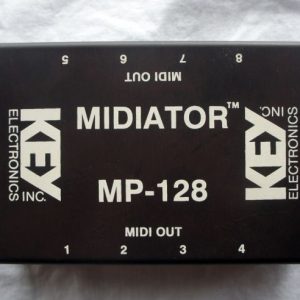 5 6 7 8
MIDI OUT
MIDIATOR™
MP-128
MIDI OUT
1 2 3 4
KEY
ELECTRONICS
INC.
KEY
ELECTRONICS
INC.